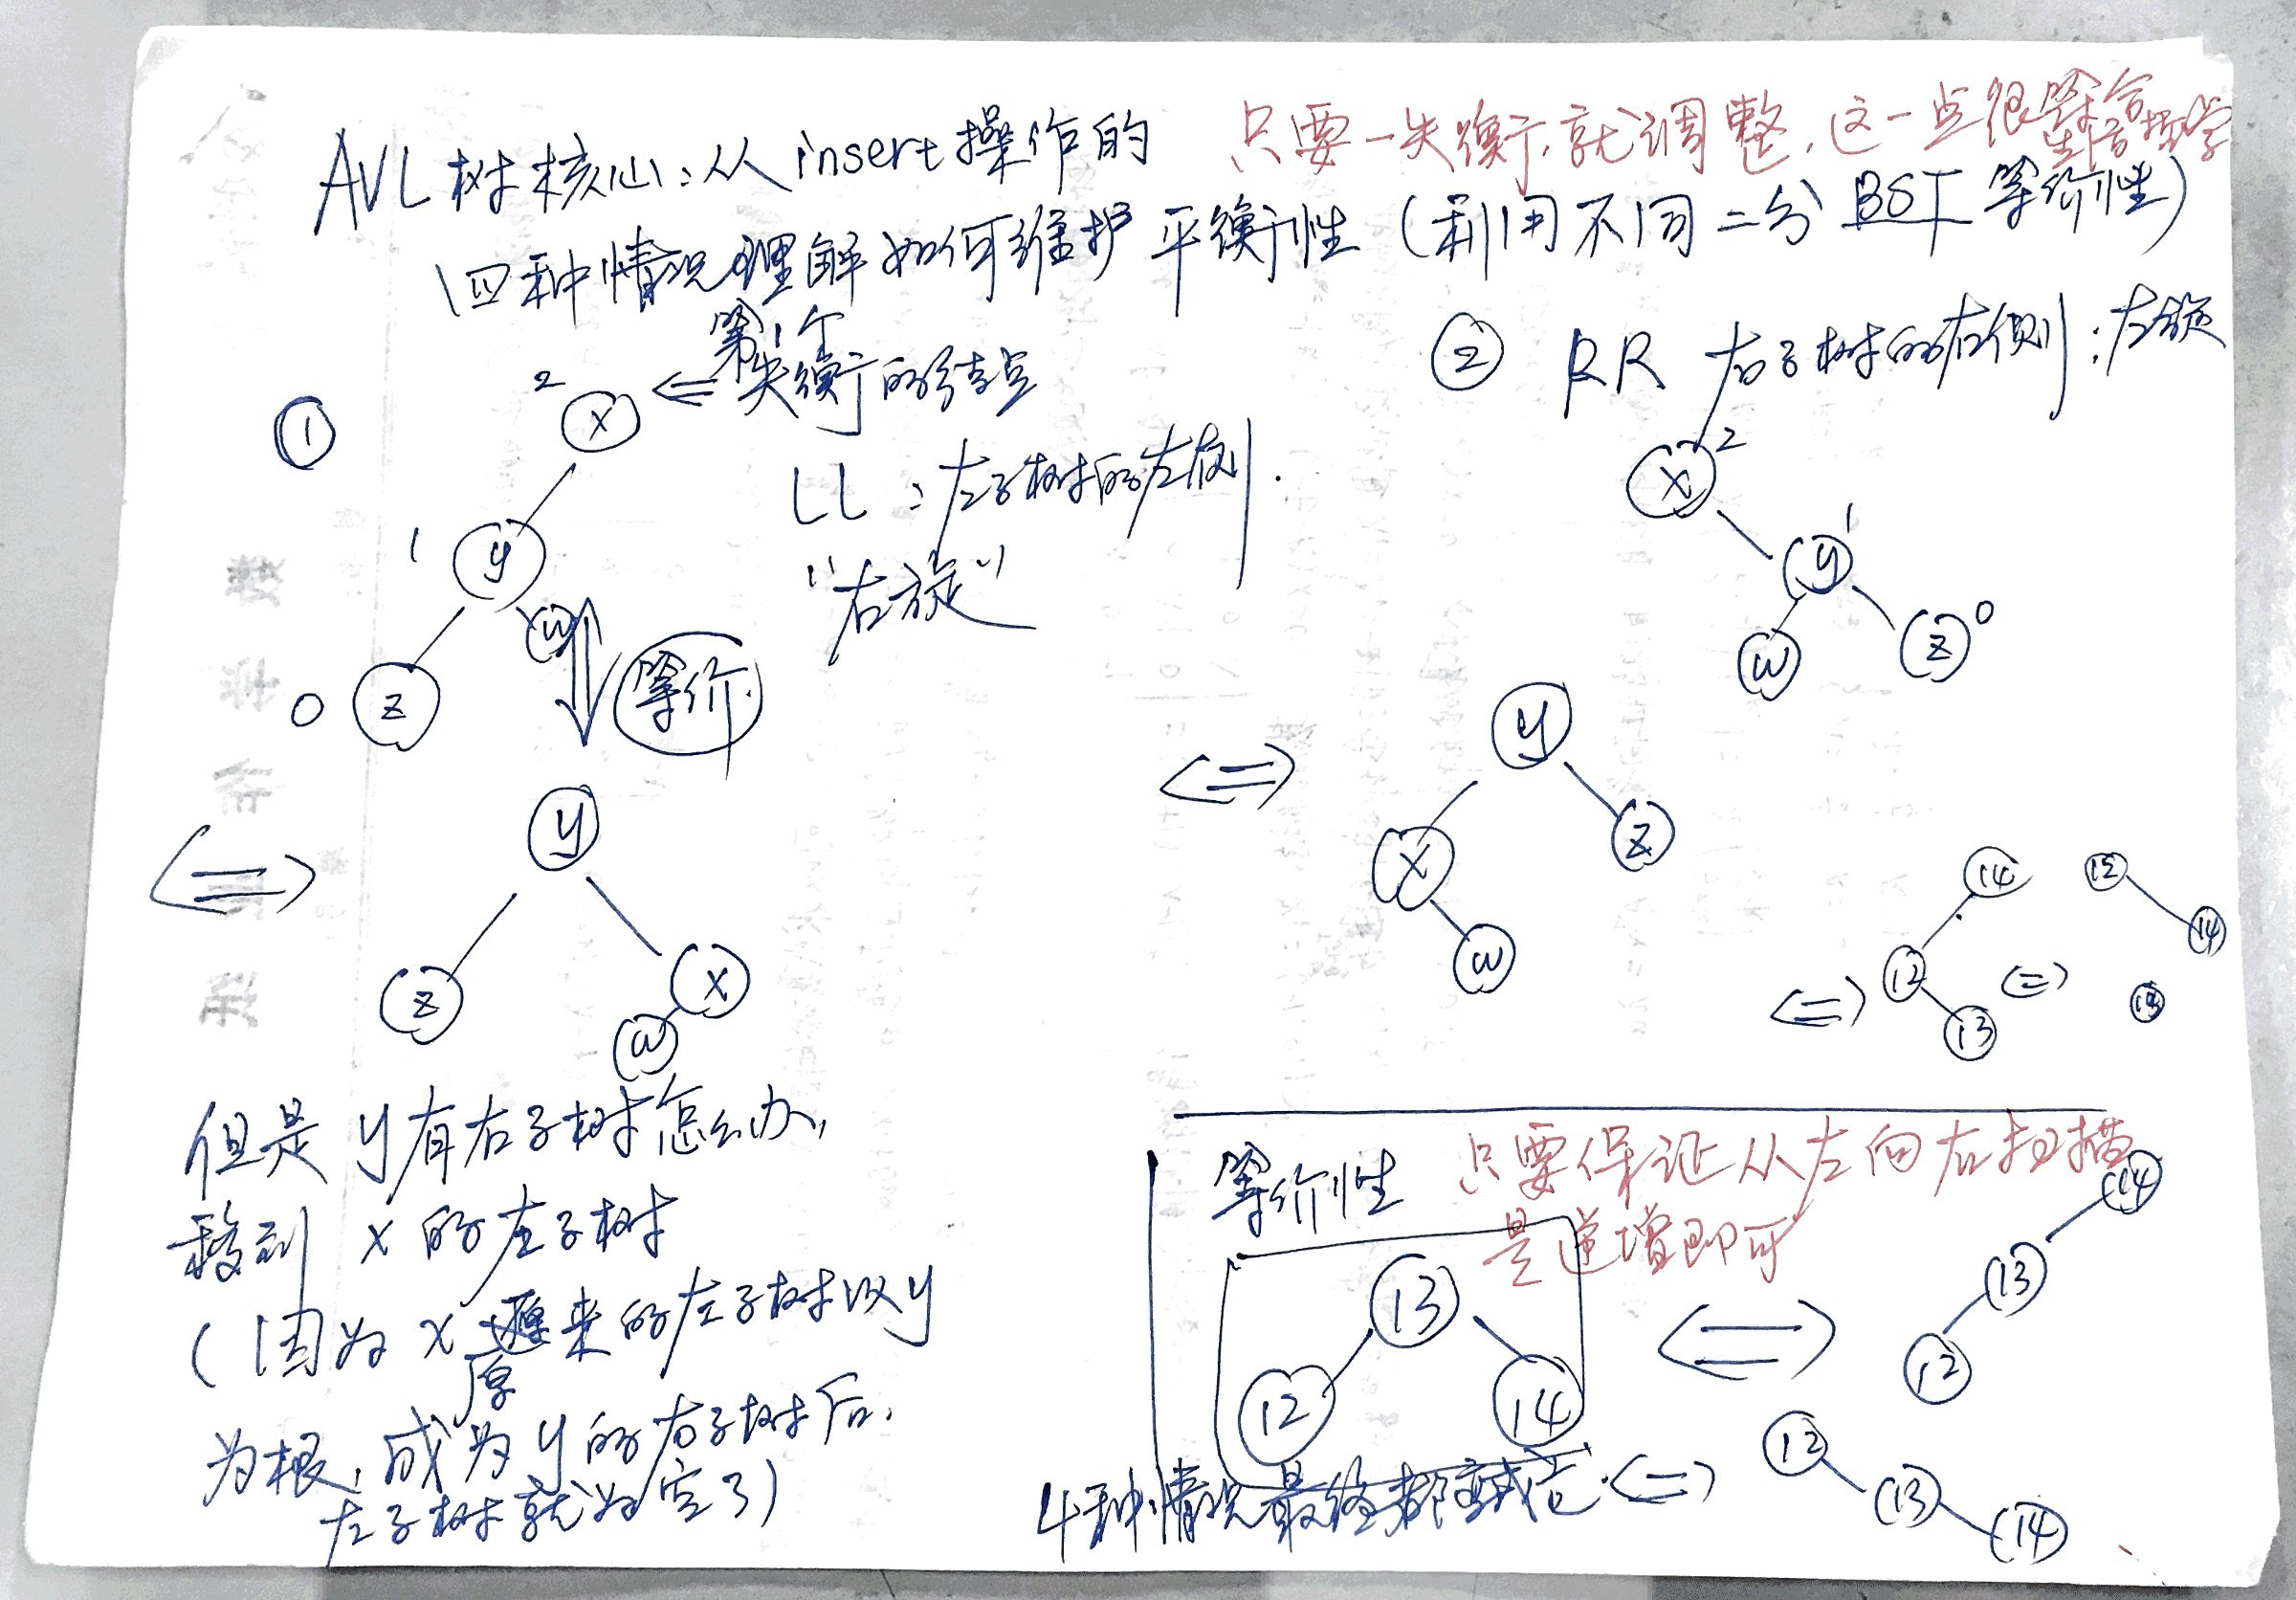 AVL树核心:从insert操作的
只要一失衡,就调整,这一点很符合
生活哲学
四种情况理解如何维护平衡性(利用不同二分BST等价性)
① 
2 x ⇐ 第1个
失衡的结点
LL:左子树的左侧.
"右旋"
1 y
w
0 z
等价.
⇔
y
z x
w
但是y有右子树怎么办,
移到x的左子树
(因为x原来的左子树以y
原
为根,成为y的右子树后,
左子树就为空了)
② RR 右子树的右侧:左旋
x 2
y 1
w z 0
⇔
y
x z
w
14
⇔ 12 ⇔
13
12
14
13
等价性 只要保证从左向右扫描
是递增即可
13
12 14
⇔
14
13
12
4种情况最终都变成它. ⇔
12
13
14